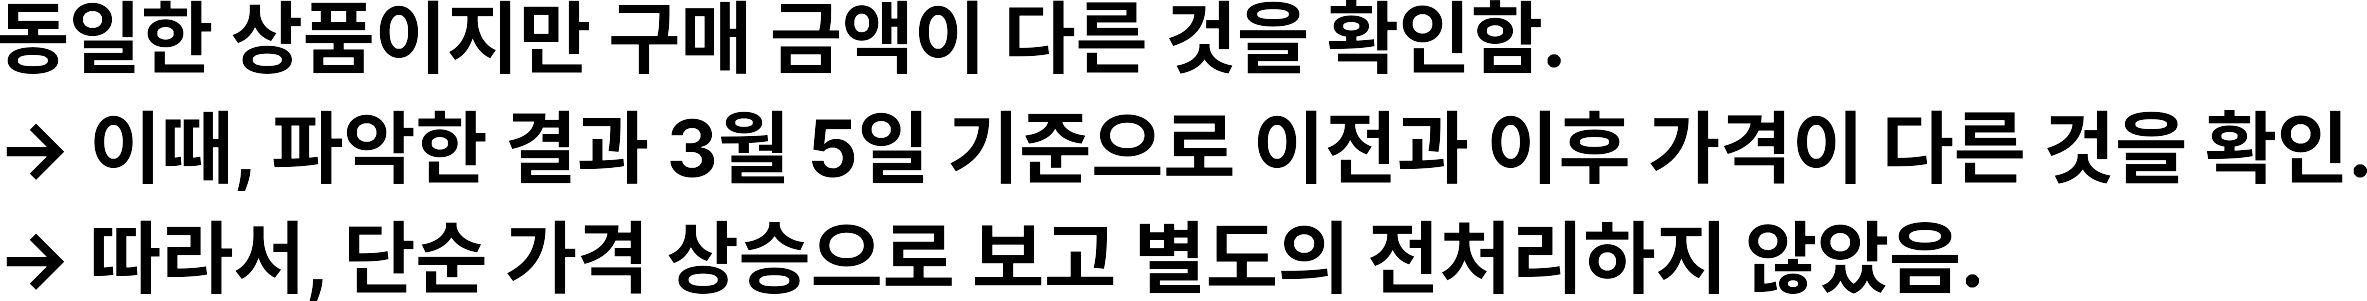 동일한 상품이지만 구매 금액이 다른 것을 확인함.
→ 이때, 파악한 결과 3월 5일 기준으로 이전과 이후 가격이 다른 것을 확인.
→ 따라서, 단순 가격 상승으로 보고 별도의 전처리하지 않았음.